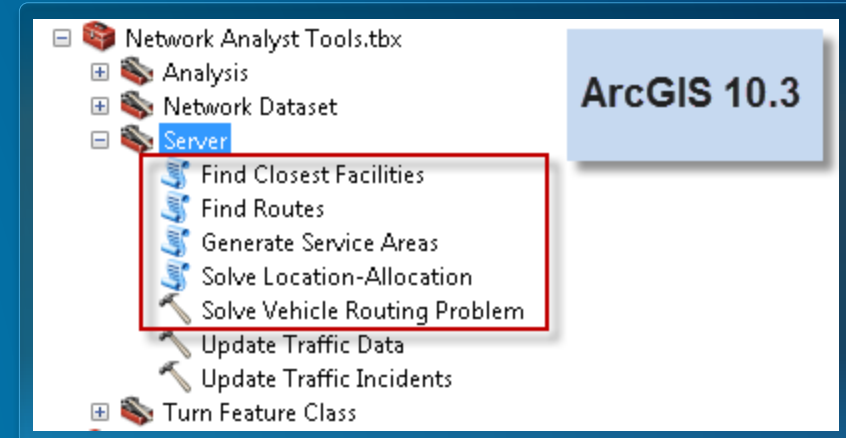 Network Analyst Tools.tbx
ArcGIS 10.3
Analysis
Network Dataset
Server
Find Closest Facilities
Find Routes
Generate Service Areas
Solve Location-Allocation
Solve Vehicle Routing Problem
Update Traffic Data
Update Traffic Incidents
Turn Feature Class